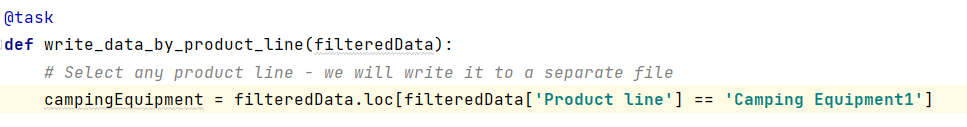 @task
def write_data_by_product_line(filteredData):
    # Select any product line - we will write it to a separate file
    campingEquipment = filteredData.loc[filteredData['Product line'] == 'Camping Equipment1']